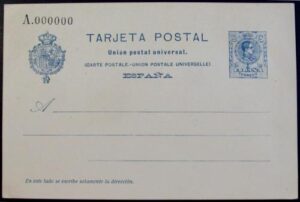 A.000000
TARJETA POSTAL
Union postal universal.
(CARTE POSTALE-UNION POSTALE UNIVERSELLE)
ESPAÑA
A
En este lado se escribe solamente la dirección.